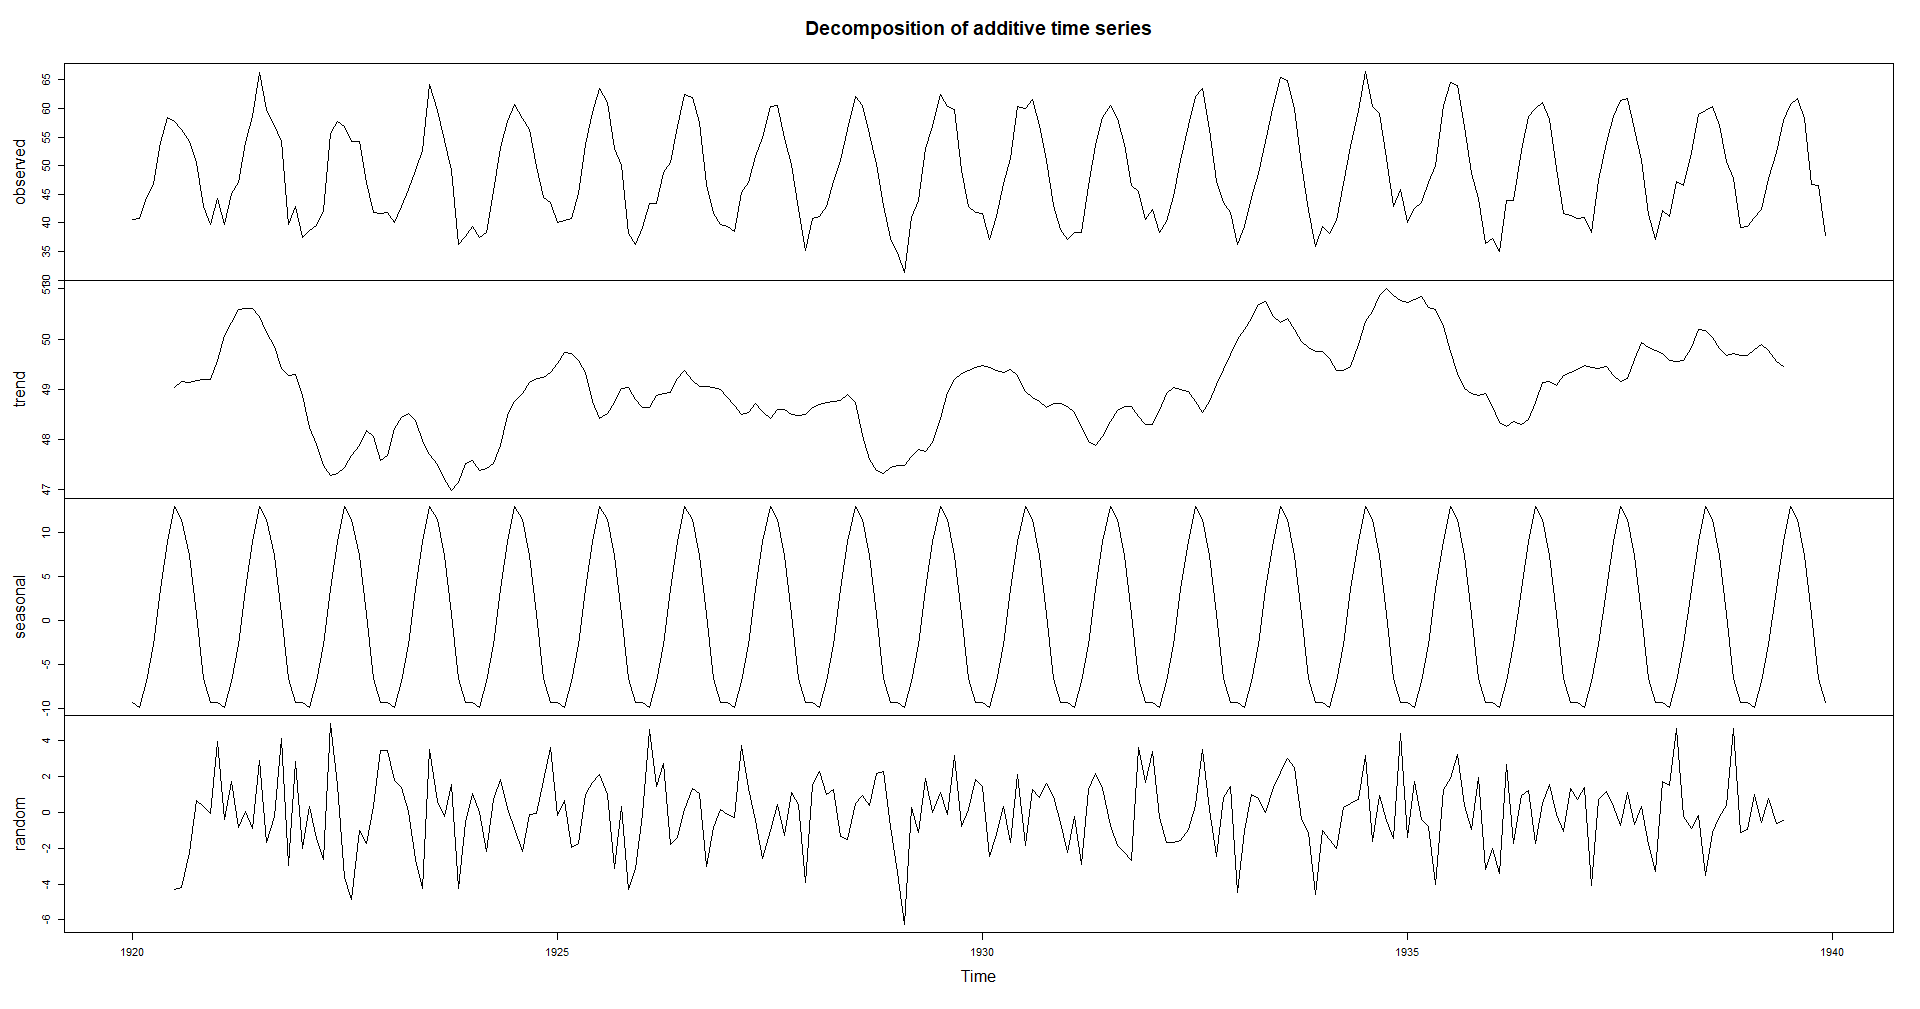 Decomposition of additive time series
observed
30 35 40 45 50 55 60 65
trend
47 48 49 50 51
seasonal
-10 -5 0 5 10
random
-6 -4 -2 0 2 4
1920 1925 1930 1935 1940
Time